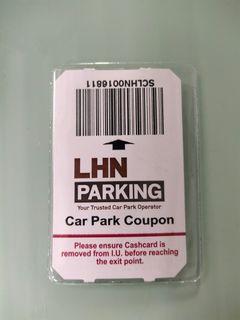 SCLHN0016811
LHN
PARKING
Your Trusted Car Park Operator
Car Park Coupon
Please ensure Cashcard is
removed from I.U. before reaching
the exit point.